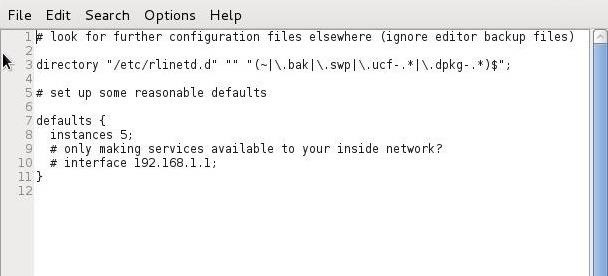 File Edit Search Options Help
1 # look for further configuration files elsewhere (ignore editor backup files)
2
3 directory "/etc/rlinetd.d" "" "(~|\.bak|\.swp|\.ucf-.*|\.dpkg-.*)$";
4
5 # set up some reasonable defaults
6
7 defaults {
8   instances 5;
9   # only making services available to your inside network?
10   # interface 192.168.1.1;
11 }
12